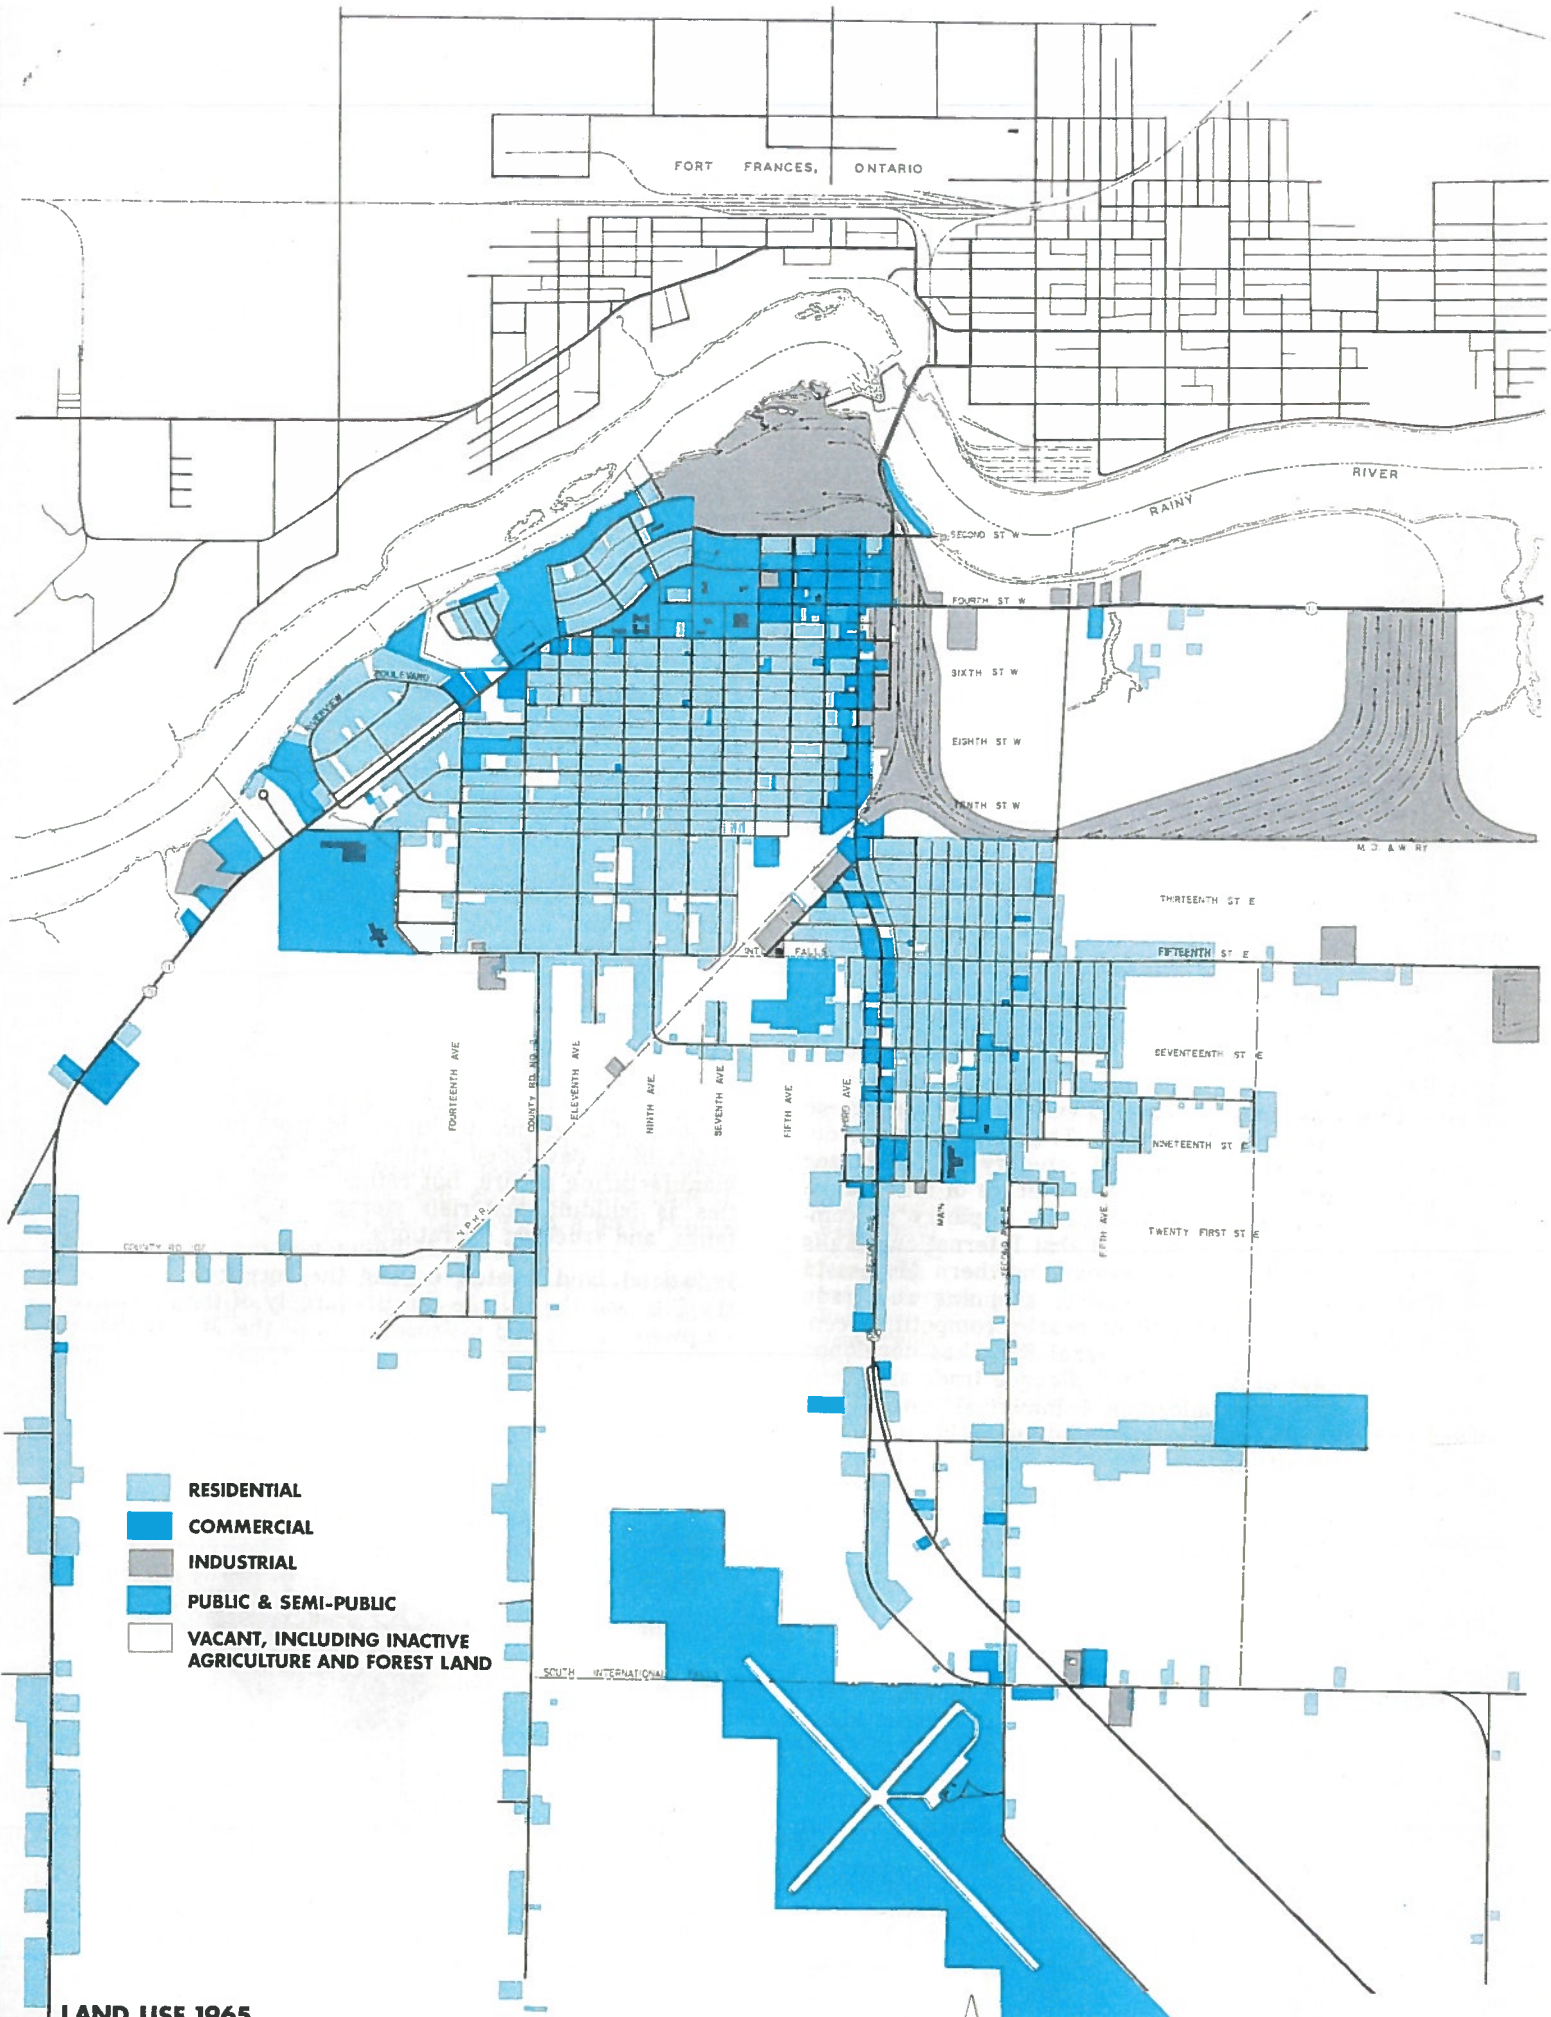 FORT FRANCES, ONTARIO
RIVER
RAINY
SECOND ST W
FOURTH ST W
SIXTH ST W
BOULEVARD
RIVERVIEW
EIGHTH ST W
TENTH ST W
M. D. & W RY
THIRTEENTH ST E
INTL FALLS
FIFTEENTH ST E
SEVENTEENTH ST E
FOURTEENTH AVE
COUNTY RD NO
ELEVENTH AVE
NINTH AVE
SEVENTH AVE
FIFTH AVE
THIRD AVE
NINETEENTH ST E
MAIN
SECOND AVE E
FIFTH AVE E
TWENTY FIRST ST E
COUNTY RD
RESIDENTIAL
COMMERCIAL
INDUSTRIAL
PUBLIC & SEMI-PUBLIC
VACANT, INCLUDING INACTIVE
AGRICULTURE AND FOREST LAND
SOUTH INTERNATIONAL FALLS
LAND USE 1965